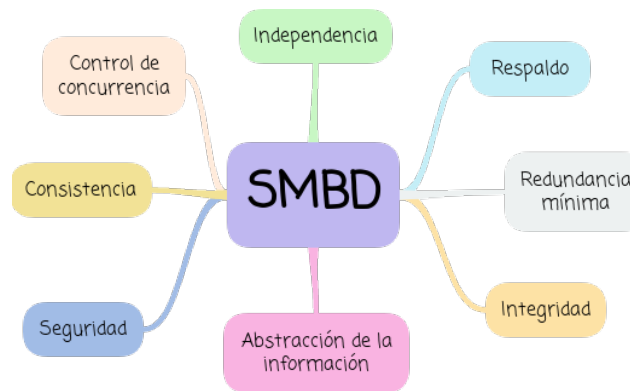 Independencia
Control de
concurrencia
Respaldo
Consistencia
SMBD
Redundancia
mínima
Seguridad
Integridad
Abstracción de la
información